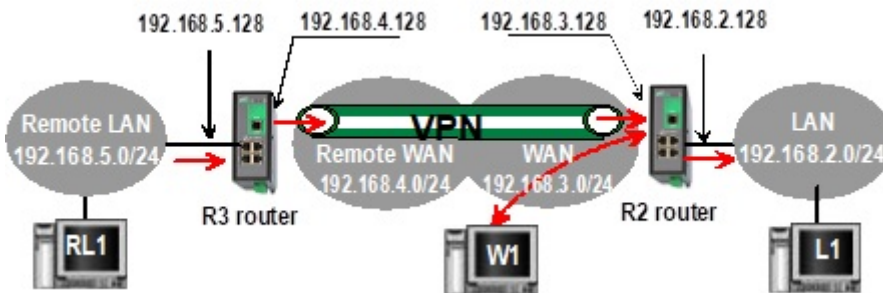 192.168.5.128
192.168.4.128
192.168.3.128
192.168.2.128
Remote LAN
192.168.5.0/24
VPN
Remote WAN
192.168.4.0/24
WAN
192.168.3.0/24
LAN
192.168.2.0/24
R3 router
R2 router
RL1
W1
L1